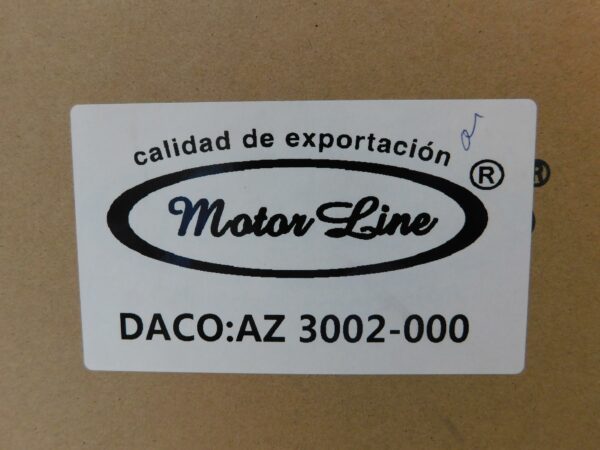 calidad de exportación
Motor Line ®
DACO:AZ 3002-000
®